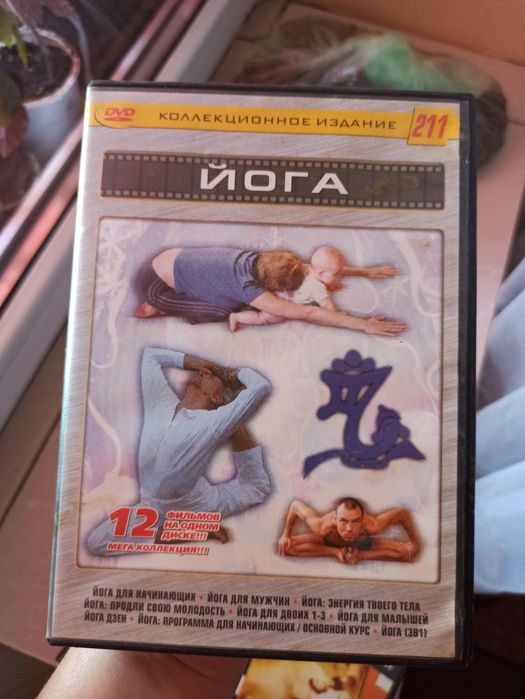 DVD
КОЛЛЕКЦИОННОЕ ИЗДАНИЕ 211
ЙОГА
12 ФИЛЬМОВ
НА ОДНОМ
ДИСКЕ!!!
МЕГА КОЛЛЕКЦИЯ!!!
ЙОГА ДЛЯ НАЧИНАЮЩИХ • ЙОГА ДЛЯ МУЖЧИН • ЙОГА: ЭНЕРГИЯ ТВОЕГО ТЕЛА
ЙОГА: ПРОДЛИ СВОЮ МОЛОДОСТЬ • ЙОГА ДЛЯ ДВОИХ 1-3 • ЙОГА ДЛЯ МАЛЫШЕЙ
ЙОГА ДЗЕН • ЙОГА: ПРОГРАММА ДЛЯ НАЧИНАЮЩИХ / ОСНОВНОЙ КУРС • ЙОГА (3В1)